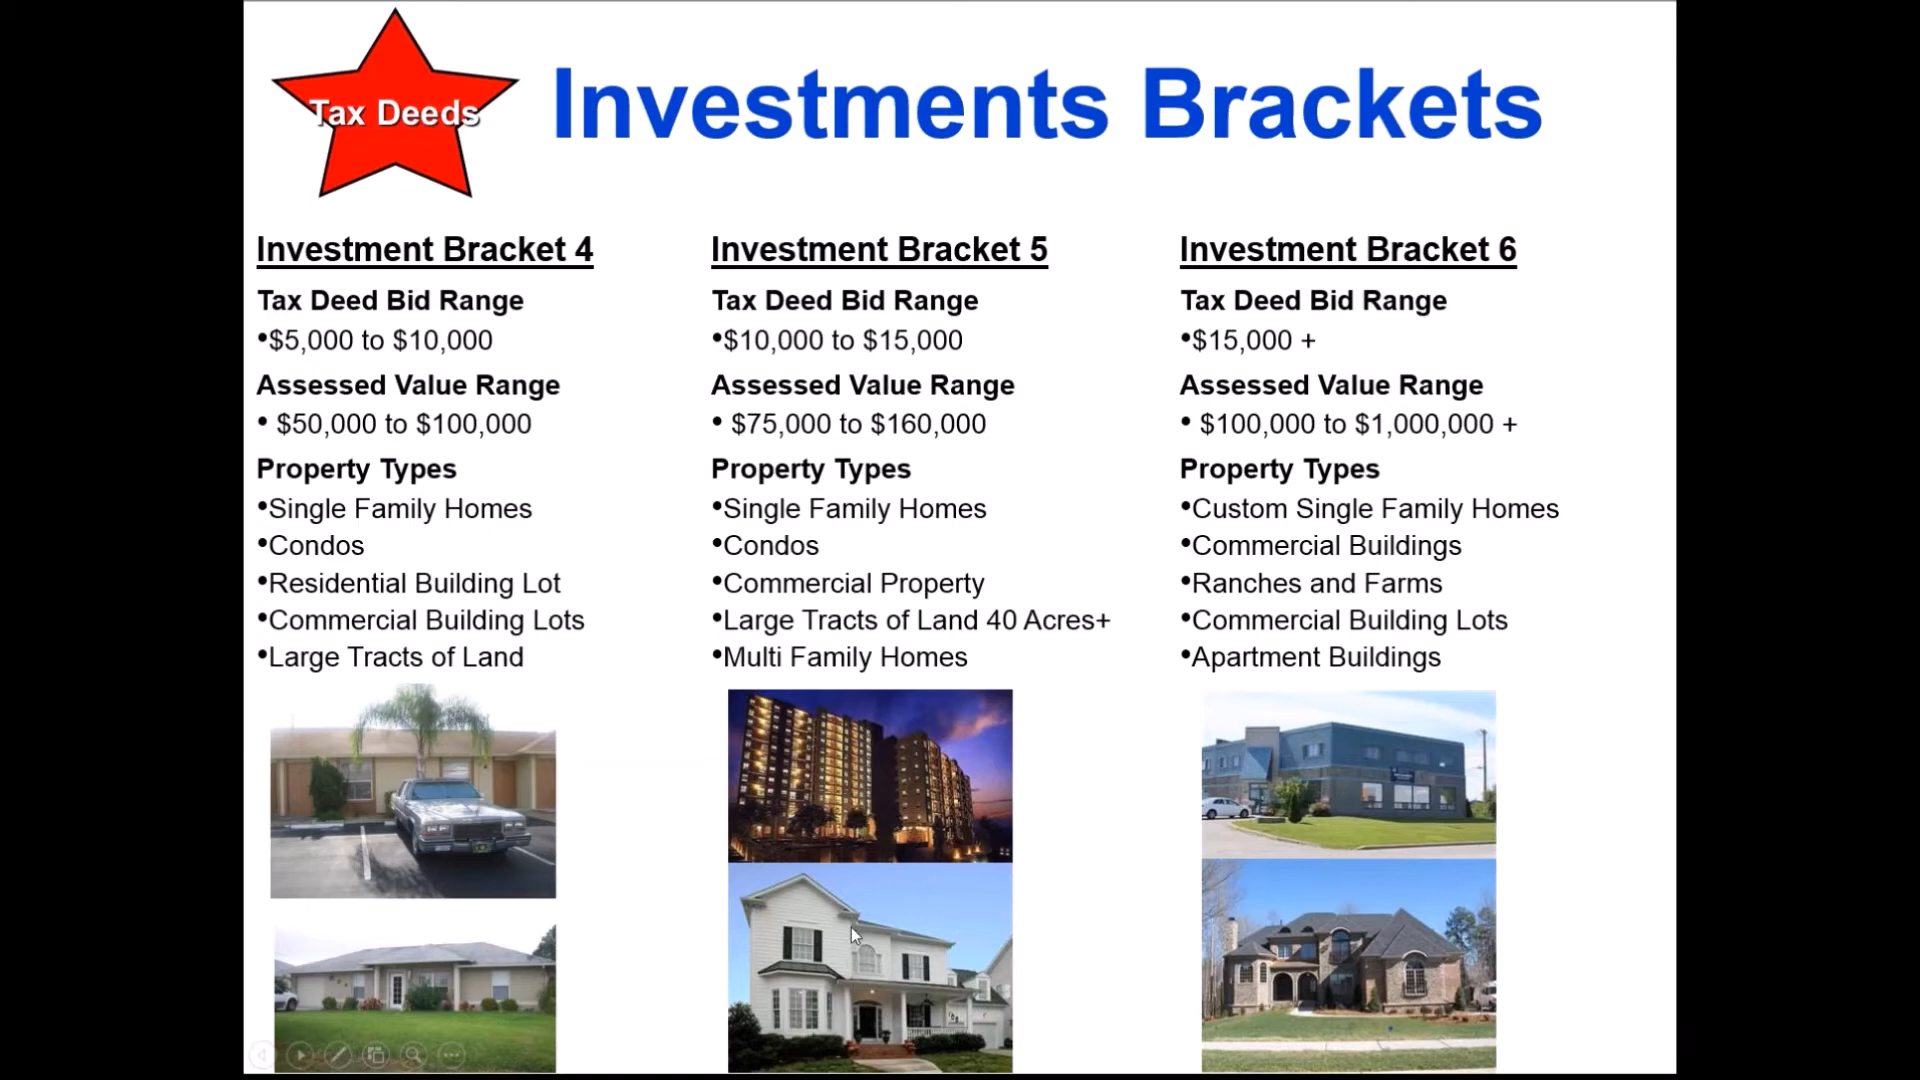 Tax Deeds
Investments Brackets
Investment Bracket 4
Tax Deed Bid Range
•$5,000 to $10,000
Assessed Value Range
• $50,000 to $100,000
Property Types
•Single Family Homes
•Condos
•Residential Building Lot
•Commercial Building Lots
•Large Tracts of Land
Investment Bracket 5
Tax Deed Bid Range
•$10,000 to $15,000
Assessed Value Range
• $75,000 to $160,000
Property Types
•Single Family Homes
•Condos
•Commercial Property
•Large Tracts of Land 40 Acres+
•Multi Family Homes
Investment Bracket 6
Tax Deed Bid Range
•$15,000 +
Assessed Value Range
• $100,000 to $1,000,000 +
Property Types
•Custom Single Family Homes
•Commercial Buildings
•Ranches and Farms
•Commercial Building Lots
•Apartment Buildings